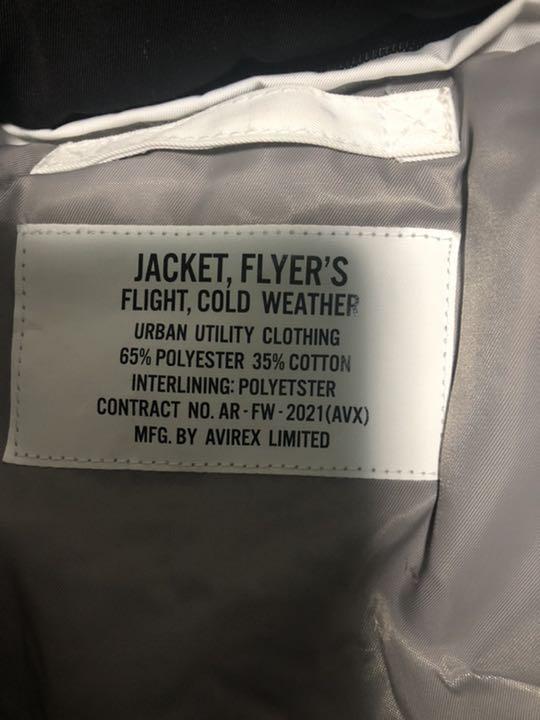 JACKET, FLYER'S
FLIGHT, COLD WEATHER
URBAN UTILITY CLOTHING
65% POLYESTER 35% COTTON
INTERLINING: POLYETSTER
CONTRACT NO. AR-FW-2021(AVX)
MFG. BY AVIREX LIMITED